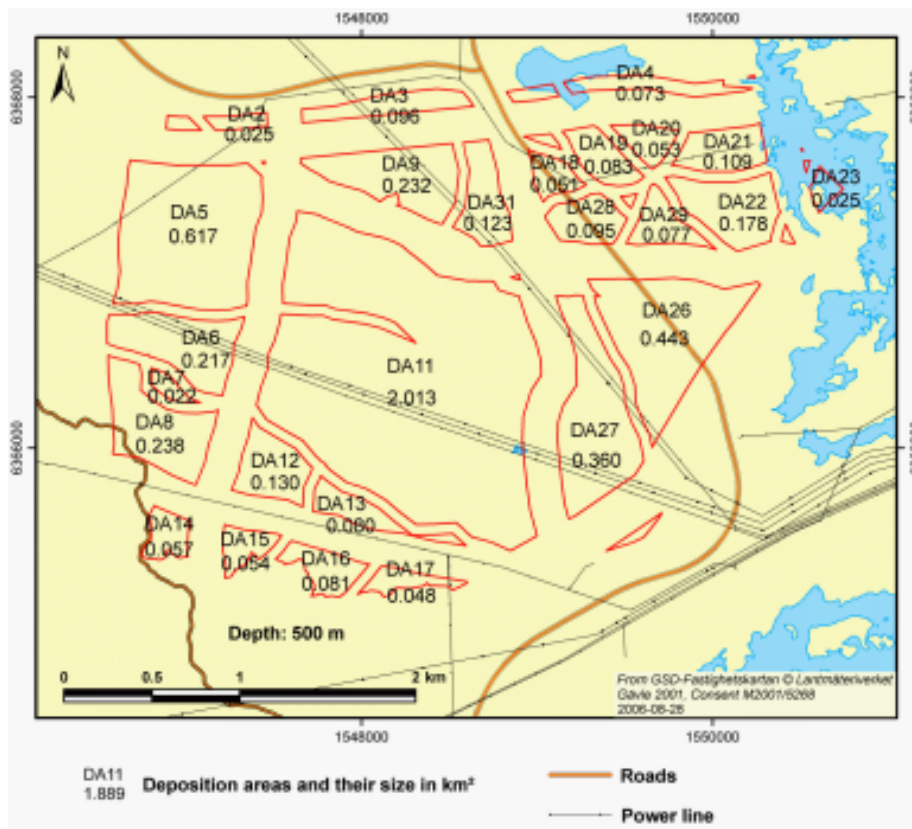 1548000 1550000
N
6368000
DA2
0.025
DA3
0.096
DA4
0.073
DA5
0.617
DA9
0.232
DA31
0.123
DA18
0.051
DA19
0.083
DA20
0.053
DA21
0.109
DA23
0.025
DA28
0.095
DA29
0.077
DA22
0.178
DA6
0.217
DA7
0.022
DA8
0.238
DA11
2.013
DA26
0.443
DA27
0.360
6366000
DA12
0.130
DA13
0.080
DA14
0.057
DA15
0.054
DA16
0.081
DA17
0.048
Depth: 500 m
0 0.5 1 2 km
From GSD-Fastighetskartan © Lantmäteriverket
Gävle 2001, Consent M2001/5268
2006-08-28
1548000 1550000
DA11
1.889
Deposition areas and their size in km²
Roads
Power line